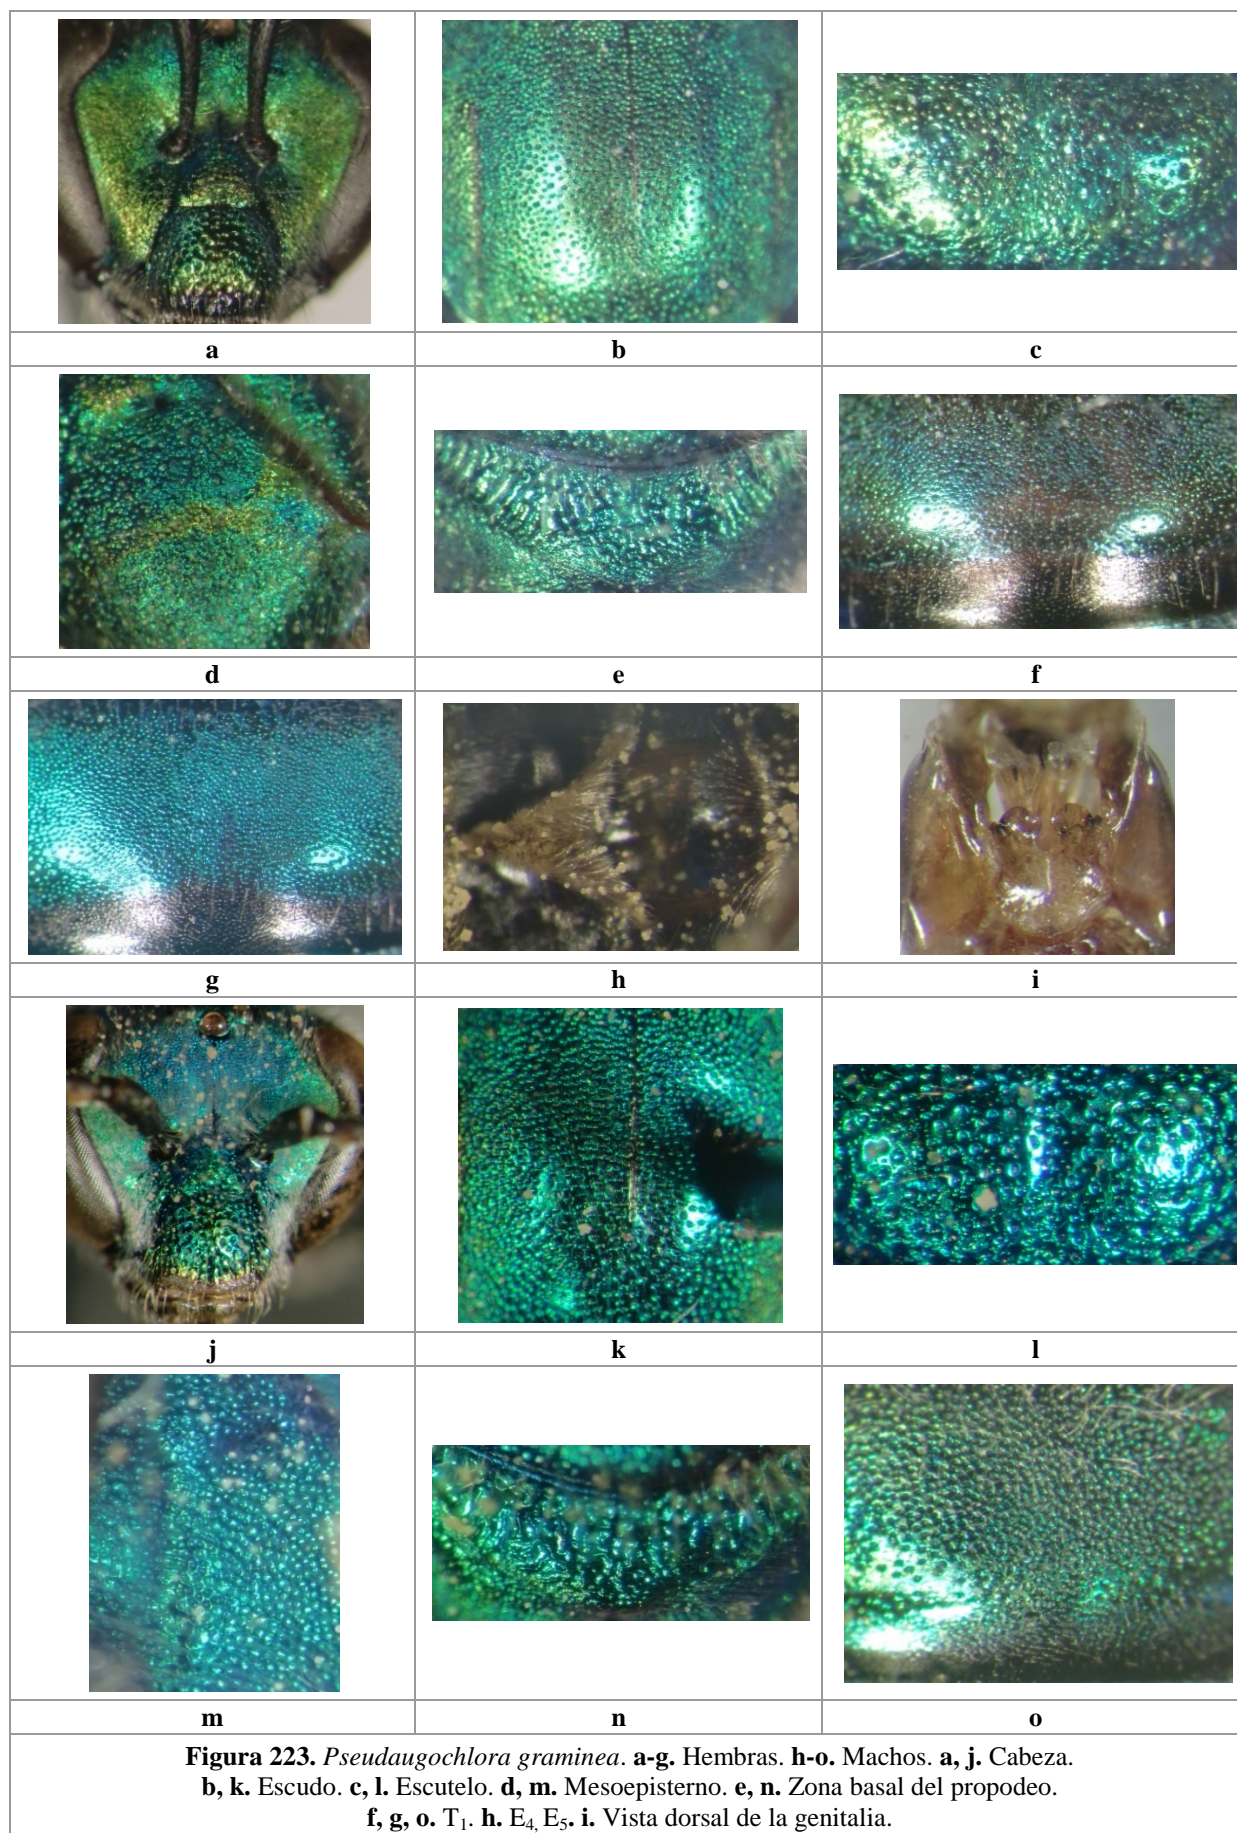 a b c
d e f
g h i
j k l
m n o
Figura 223. Pseudaugochlora graminea. a-g. Hembras. h-o. Machos. a, j. Cabeza.
b, k. Escudo. c, l. Escutelo. d, m. Mesoepisterno. e, n. Zona basal del propodeo.
f, g, o. T₁. h. E₄, E₅. i. Vista dorsal de la genitalia.